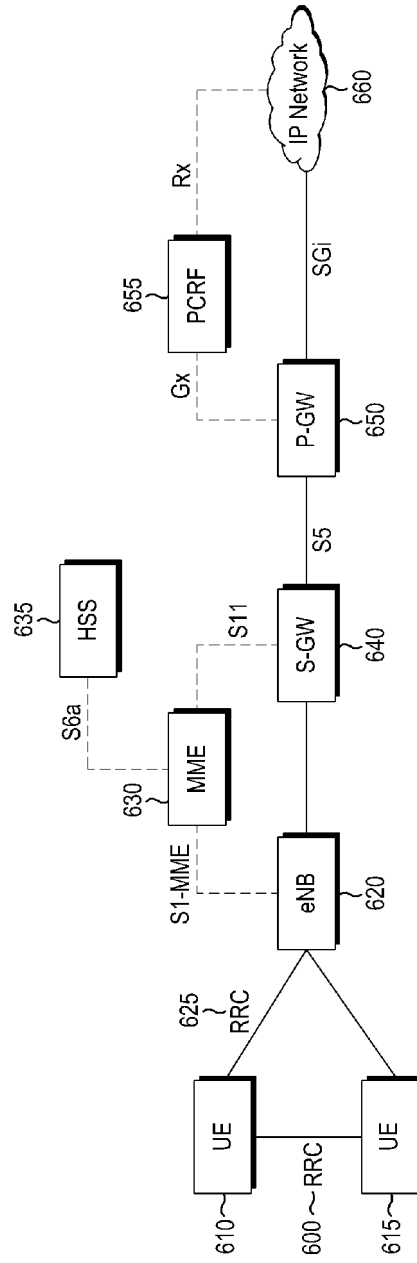 635
HSS
S6a
655
PCRF
Gx
Rx
630
MME
S1-MME
S11
UE
610
625
RRC
600
RRC
UE
615
eNB
620
S-GW
640
S5
P-GW
650
SGi
IP Network
660